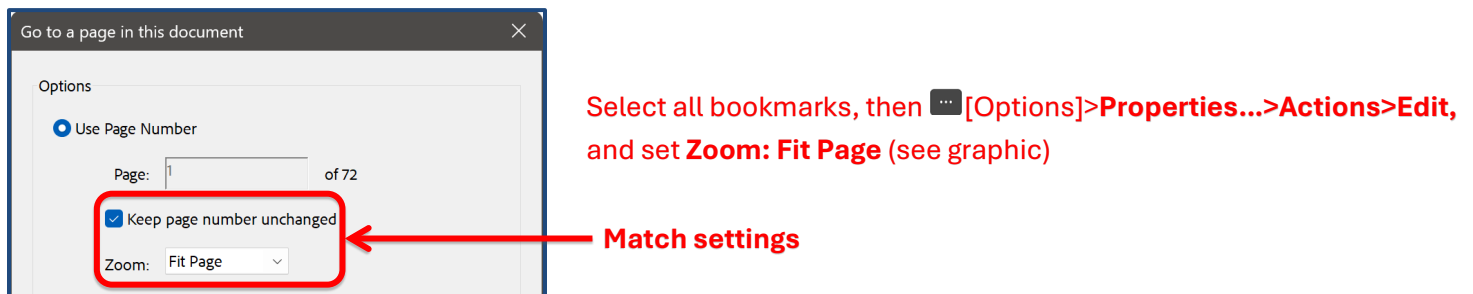 Go to a page in this document
Options
Use Page Number
Page: 1 of 72
Keep page number unchanged
Zoom: Fit Page
Select all bookmarks, then ... [Options]>Properties...>Actions>Edit,
and set Zoom: Fit Page (see graphic)
Match settings